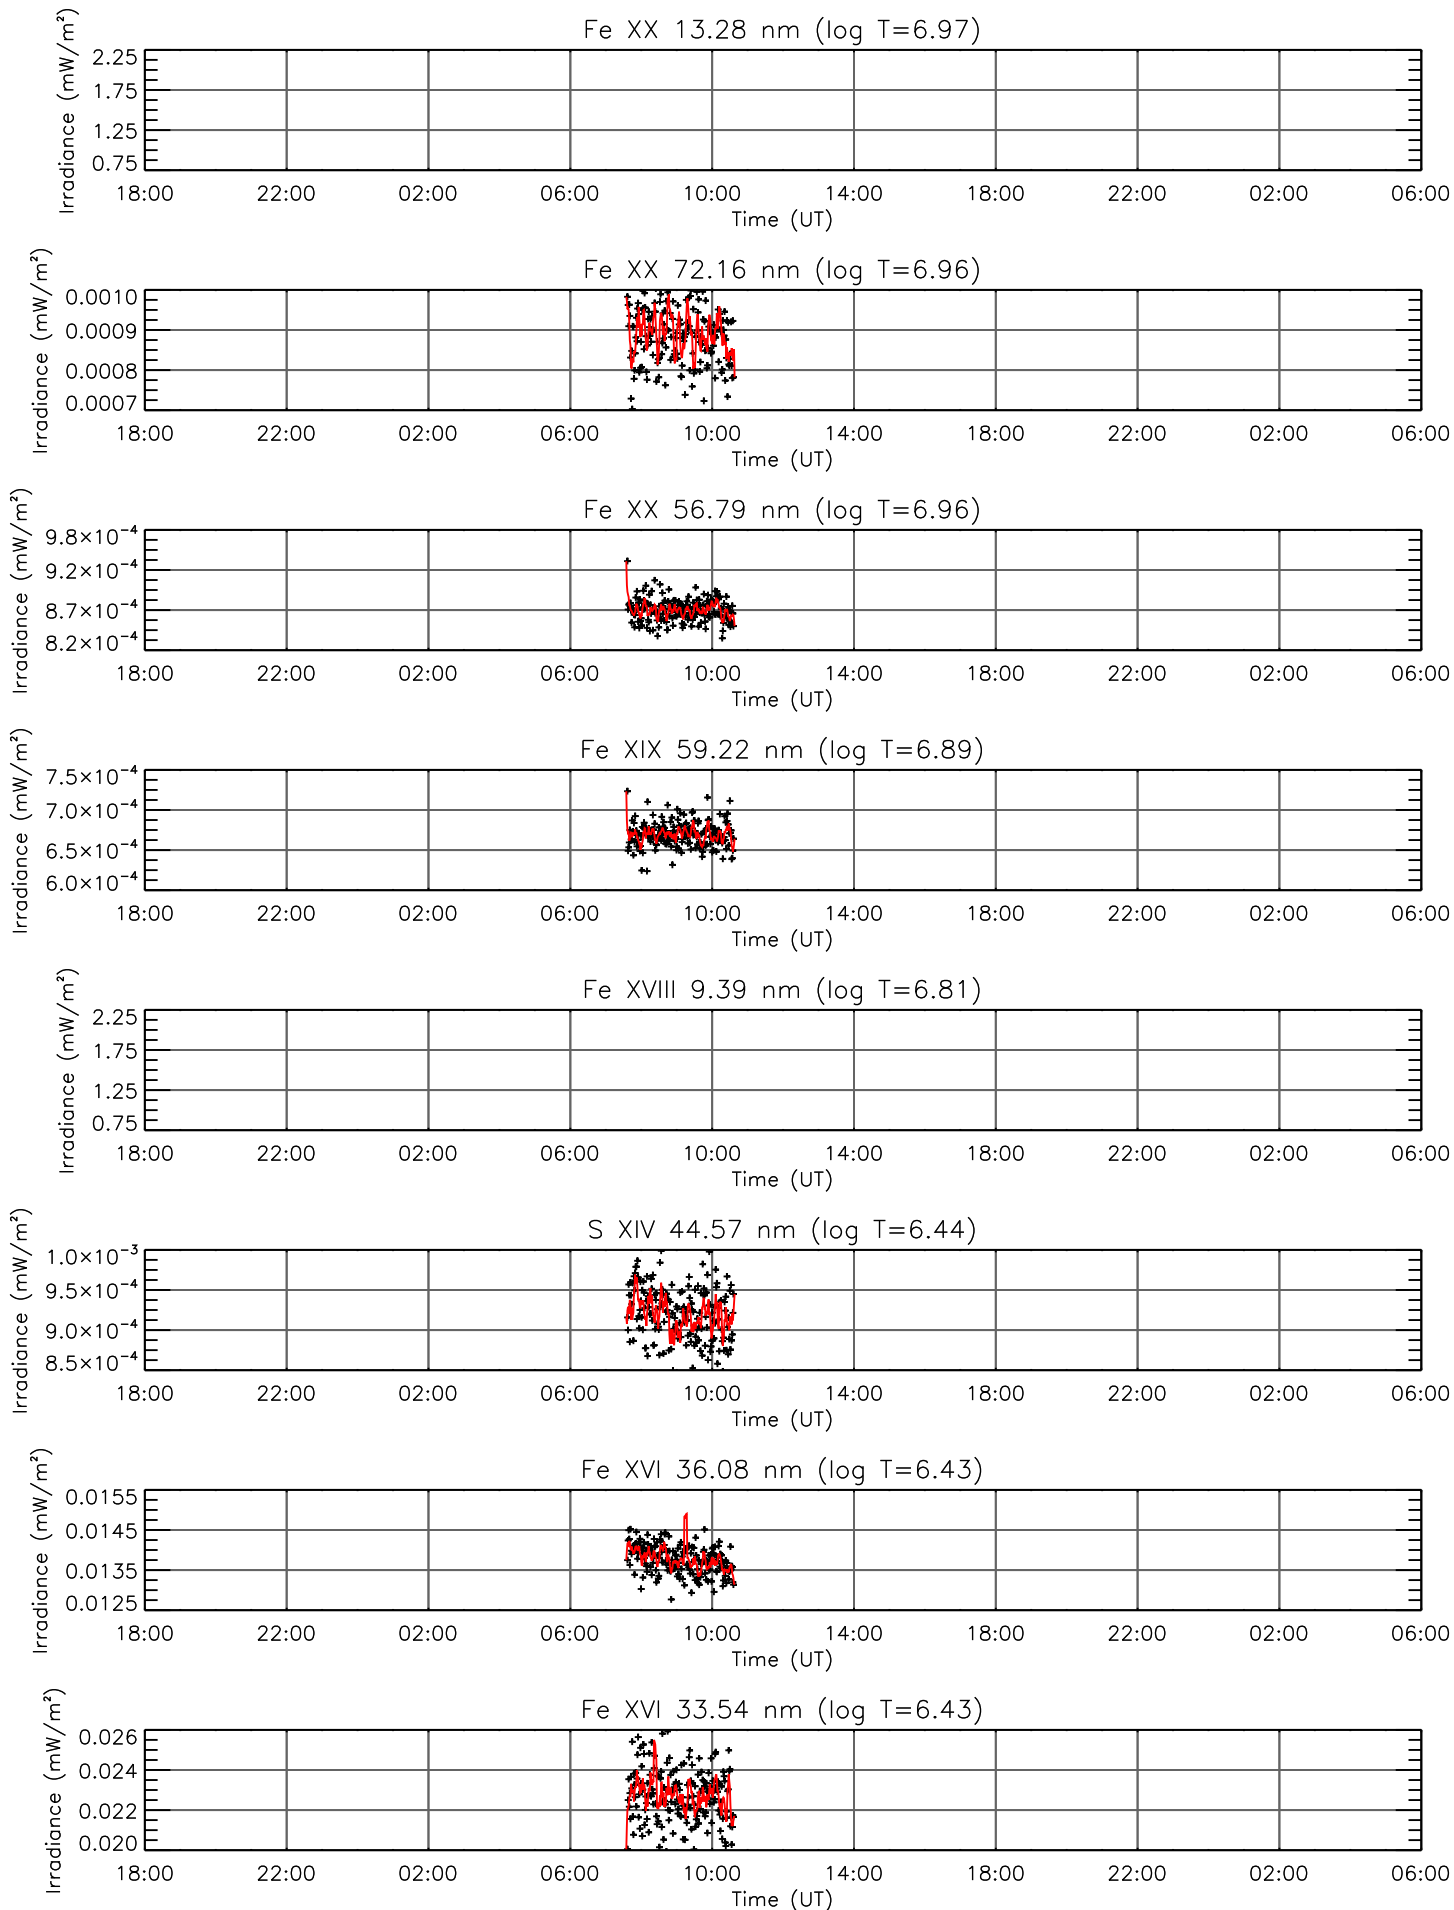 Fe XX 13.28 nm (log T=6.97)
Irradiance (mW/m²)
2.25
1.75
1.25
0.75
18:00 22:00 02:00 06:00 10:00 14:00 18:00 22:00 02:00 06:00
Time (UT)
Fe XX 72.16 nm (log T=6.96)
Irradiance (mW/m²)
0.0010
0.0009
0.0008
0.0007
18:00 22:00 02:00 06:00 10:00 14:00 18:00 22:00 02:00 06:00
Time (UT)
Fe XX 56.79 nm (log T=6.96)
Irradiance (mW/m²)
9.8×10⁻⁴
9.2×10⁻⁴
8.7×10⁻⁴
8.2×10⁻⁴
18:00 22:00 02:00 06:00 10:00 14:00 18:00 22:00 02:00 06:00
Time (UT)
Fe XIX 59.22 nm (log T=6.89)
Irradiance (mW/m²)
7.5×10⁻⁴
7.0×10⁻⁴
6.5×10⁻⁴
6.0×10⁻⁴
18:00 22:00 02:00 06:00 10:00 14:00 18:00 22:00 02:00 06:00
Time (UT)
Fe XVIII 9.39 nm (log T=6.81)
Irradiance (mW/m²)
2.25
1.75
1.25
0.75
18:00 22:00 02:00 06:00 10:00 14:00 18:00 22:00 02:00 06:00
Time (UT)
S XIV 44.57 nm (log T=6.44)
Irradiance (mW/m²)
1.0×10⁻³
9.5×10⁻⁴
9.0×10⁻⁴
8.5×10⁻⁴
18:00 22:00 02:00 06:00 10:00 14:00 18:00 22:00 02:00 06:00
Time (UT)
Fe XVI 36.08 nm (log T=6.43)
Irradiance (mW/m²)
0.0155
0.0145
0.0135
0.0125
18:00 22:00 02:00 06:00 10:00 14:00 18:00 22:00 02:00 06:00
Time (UT)
Fe XVI 33.54 nm (log T=6.43)
Irradiance (mW/m²)
0.026
0.024
0.022
0.020
18:00 22:00 02:00 06:00 10:00 14:00 18:00 22:00 02:00 06:00
Time (UT)